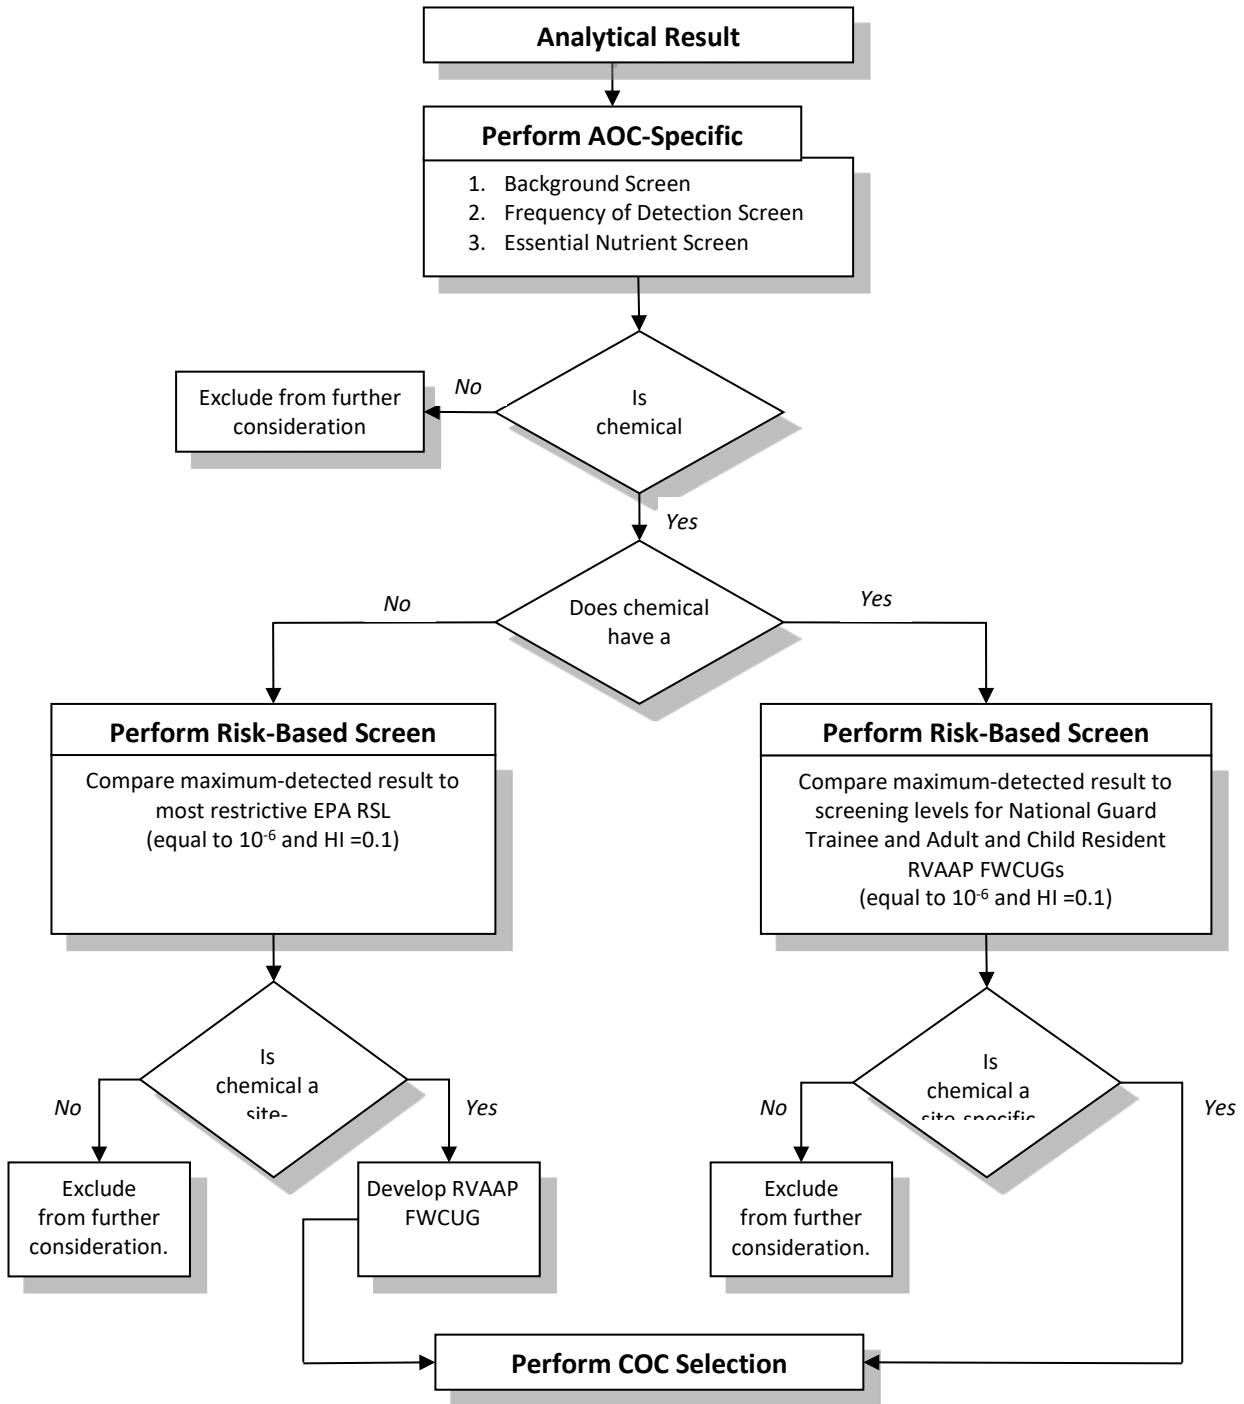 Analytical Result
Perform AOC-Specific
1. Background Screen
2. Frequency of Detection Screen
3. Essential Nutrient Screen
Is
chemical
No
Exclude from further
consideration
Yes
Does chemical
have a
No
Yes
Perform Risk-Based Screen
Compare maximum-detected result to
most restrictive EPA RSL
(equal to 10⁻⁶ and HI =0.1)
Perform Risk-Based Screen
Compare maximum-detected result to
screening levels for National Guard
Trainee and Adult and Child Resident
RVAAP FWCUGs
(equal to 10⁻⁶ and HI =0.1)
Is
chemical a
site-
No
Yes
Exclude
from further
consideration.
Develop RVAAP
FWCUG
Is
chemical a
site-specific
No
Yes
Exclude
from further
consideration.
Perform COC Selection